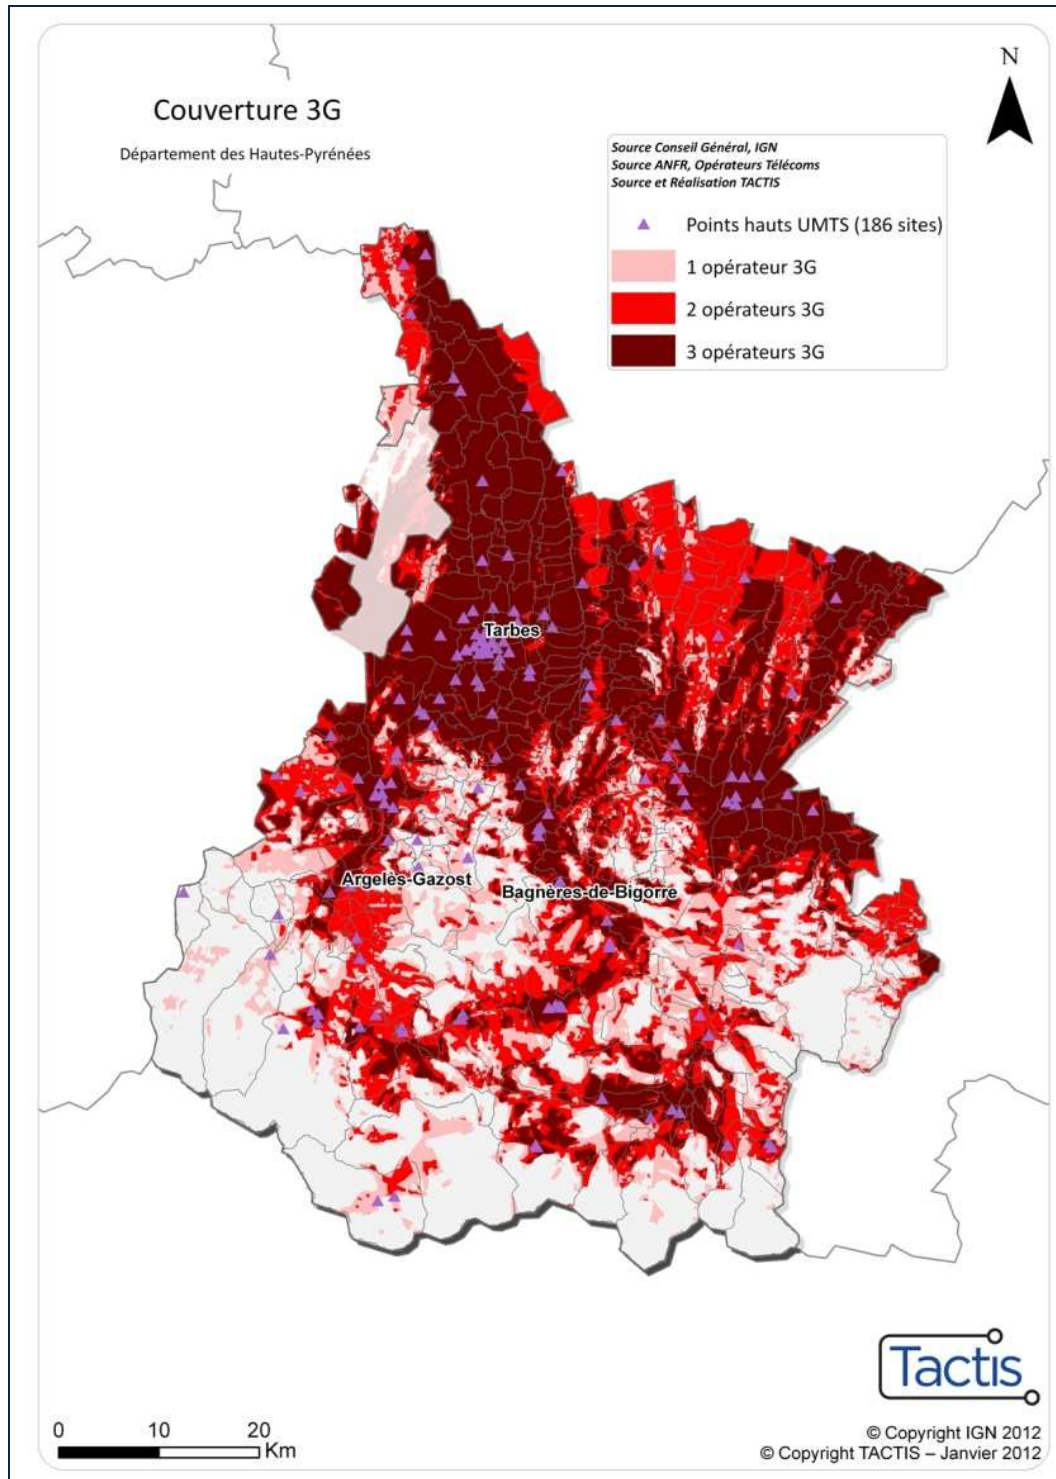 N
Couverture 3G
Département des Hautes-Pyrénées
Source Conseil Général, IGN
Source ANFR, Opérateurs Télécoms
Source et Réalisation TACTIS
Points hauts UMTS (186 sites)
1 opérateur 3G
2 opérateurs 3G
3 opérateurs 3G
Tarbes
Argelès-Gazost
Bagnères-de-Bigorre
Tactis
0 10 20
Km
© Copyright IGN 2012
© Copyright TACTIS – Janvier 2012